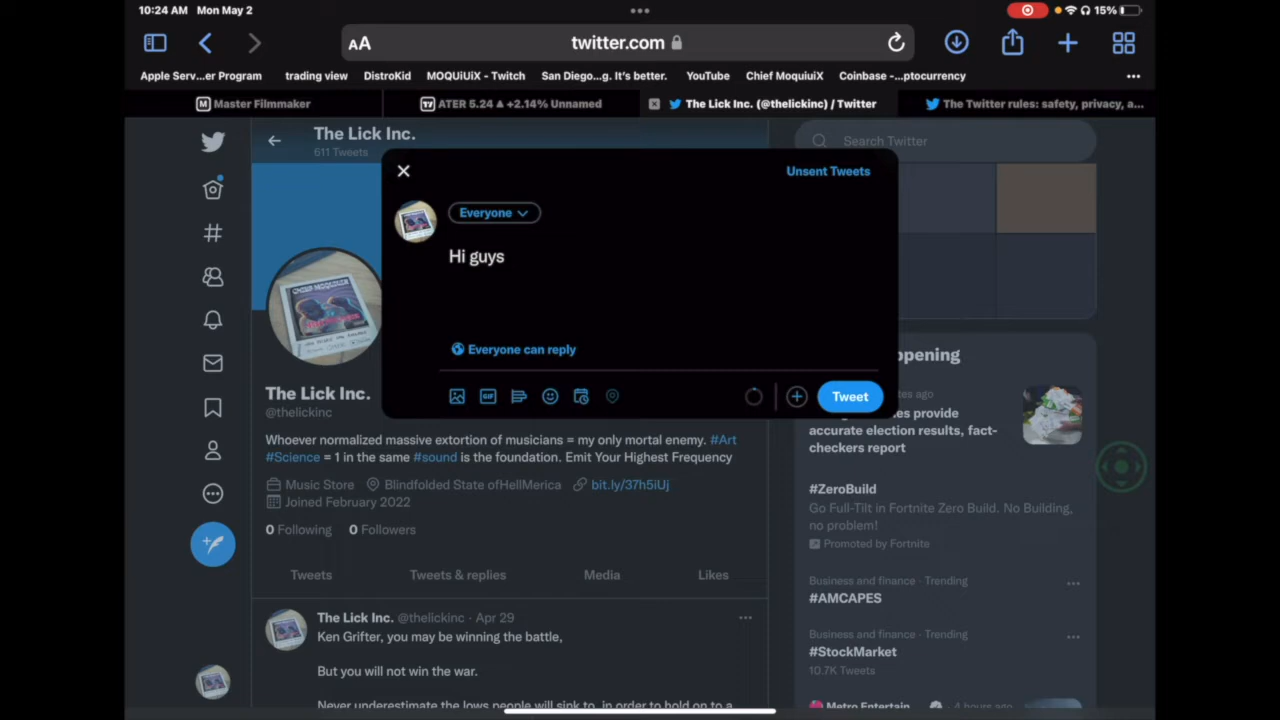 10:24 AM Mon May 2
15%
AA
twitter.com
Apple Serv...er Program
trading view
DistroKid
MOQUiUiX - Twitch
San Diego...g. It's better.
YouTube
Chief MoquiuiX
Coinbase -...ptocurrency
Master Filmmaker
ATER 5.24 ▲ +2.14% Unnamed
The Lick Inc. (@thelickinc) / Twitter
The Twitter rules: safety, privacy, a...
The Lick Inc.
611 Tweets
Search Twitter
Unsent Tweets
Everyone
Hi guys
Everyone can reply
GIF
Tweet
The Lick Inc.
@thelickinc
Whoever normalized massive extortion of musicians = my only mortal enemy. #Art
#Science = 1 in the same #sound is the foundation. Emit Your Highest Frequency
Music Store
Blindfolded State ofHellMerica
bit.ly/37h5iUj
Joined February 2022
0 Following
0 Followers
Tweets
Tweets & replies
Media
Likes
The Lick Inc. @thelickinc · Apr 29
Ken Grifter, you may be winning the battle,
But you will not win the war.
Never underestimate the lows people will sink to, in order to hold on to a
ppening
tes ago
es provide
accurate election results, fact-
checkers report
#ZeroBuild
Go Full-Tilt in Fortnite Zero Build. No Building,
no problem!
Promoted by Fortnite
Business and finance · Trending
#AMCAPES
Business and finance · Trending
#StockMarket
10.7K Tweets
Metro Entertain
4 hours ago